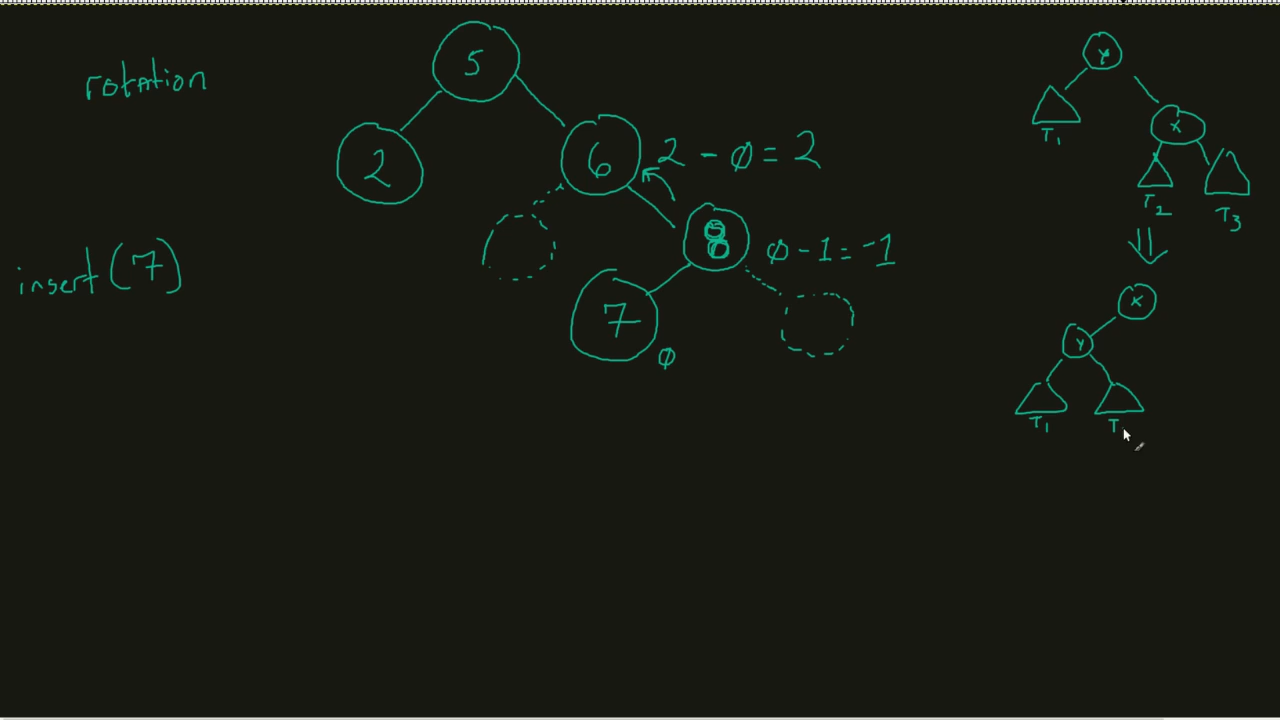 rotation
5
2
6
2 - ϕ = 2
insert (7)
8
ϕ - 1 = -1
7
ϕ
Y
T1
X
T2
T3
X
Y
T1
T